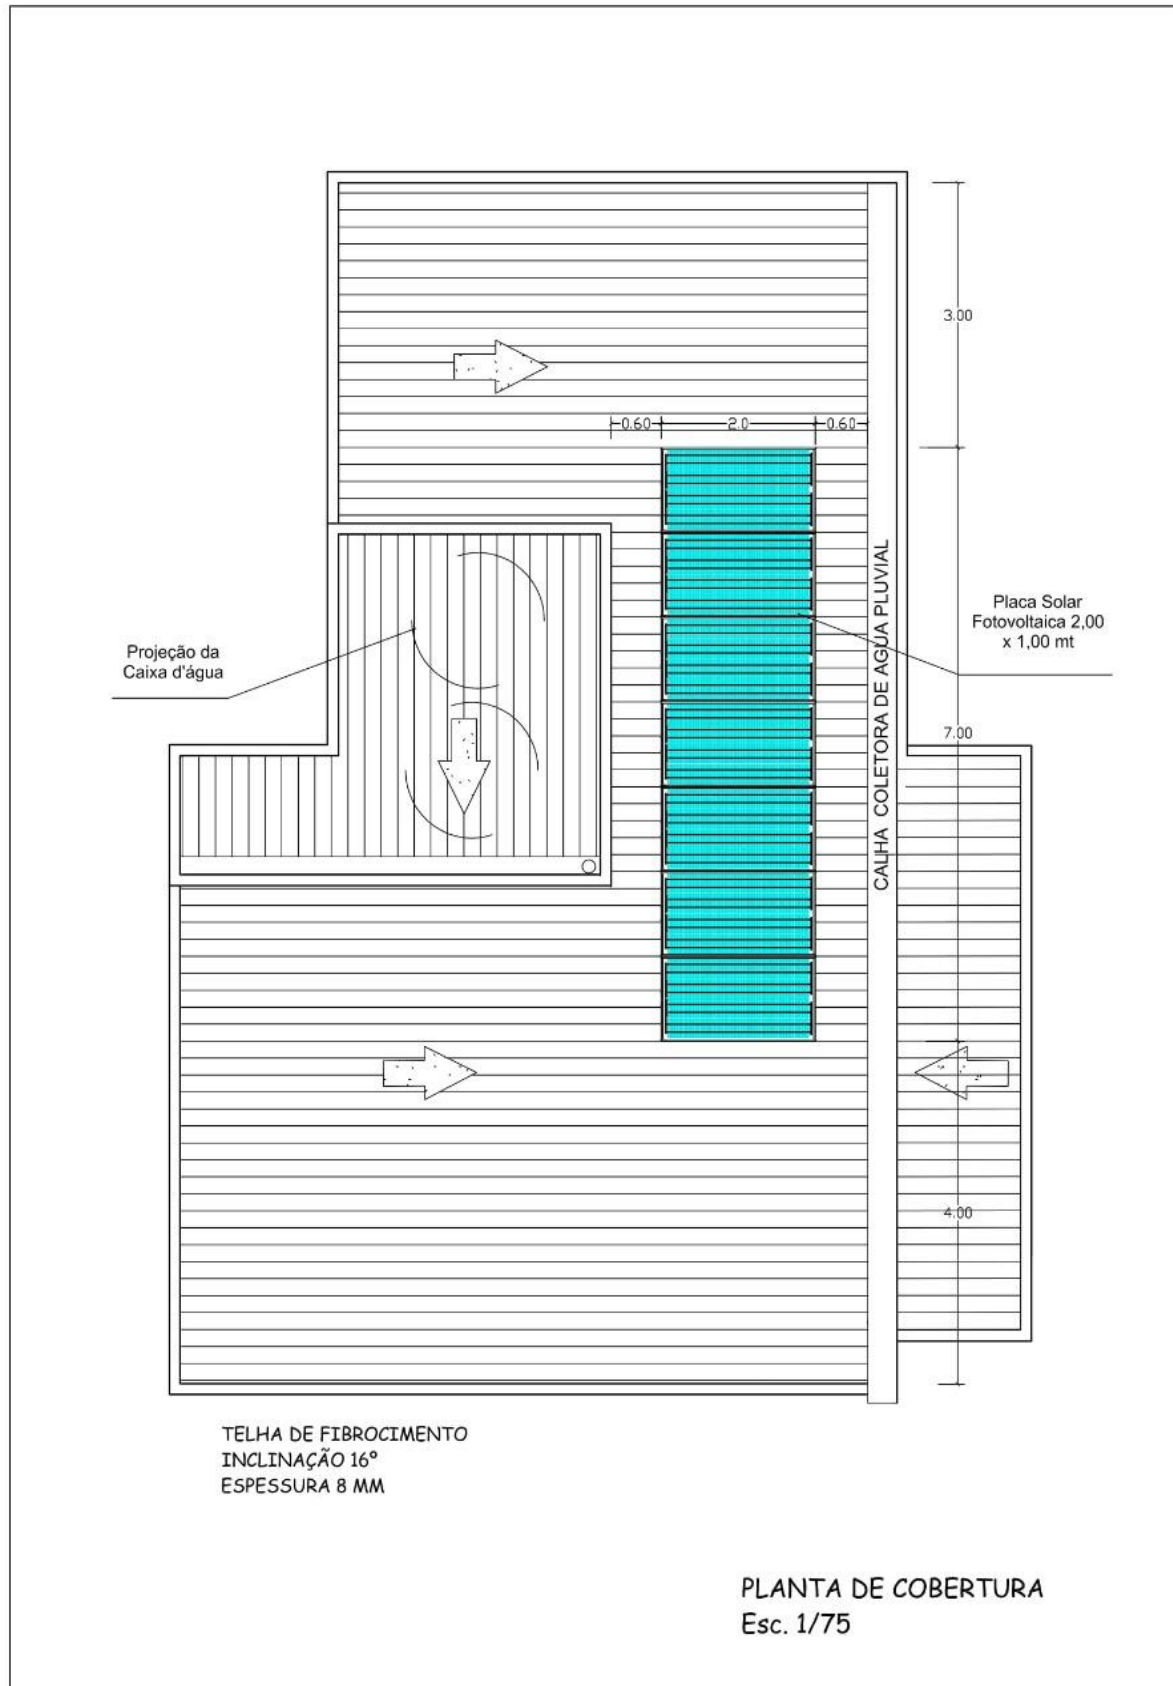 3.00
0.60
2.0
0.60
CALHA COLETORA DE AGUA PLUVIAL
Placa Solar
Fotovoltaica 2,00
x 1,00 mt
Projeção da
Caixa d'água
7.00
4.00
TELHA DE FIBROCIMENTO
INCLINAÇÃO 16º
ESPESSURA 8 MM
PLANTA DE COBERTURA
Esc. 1/75